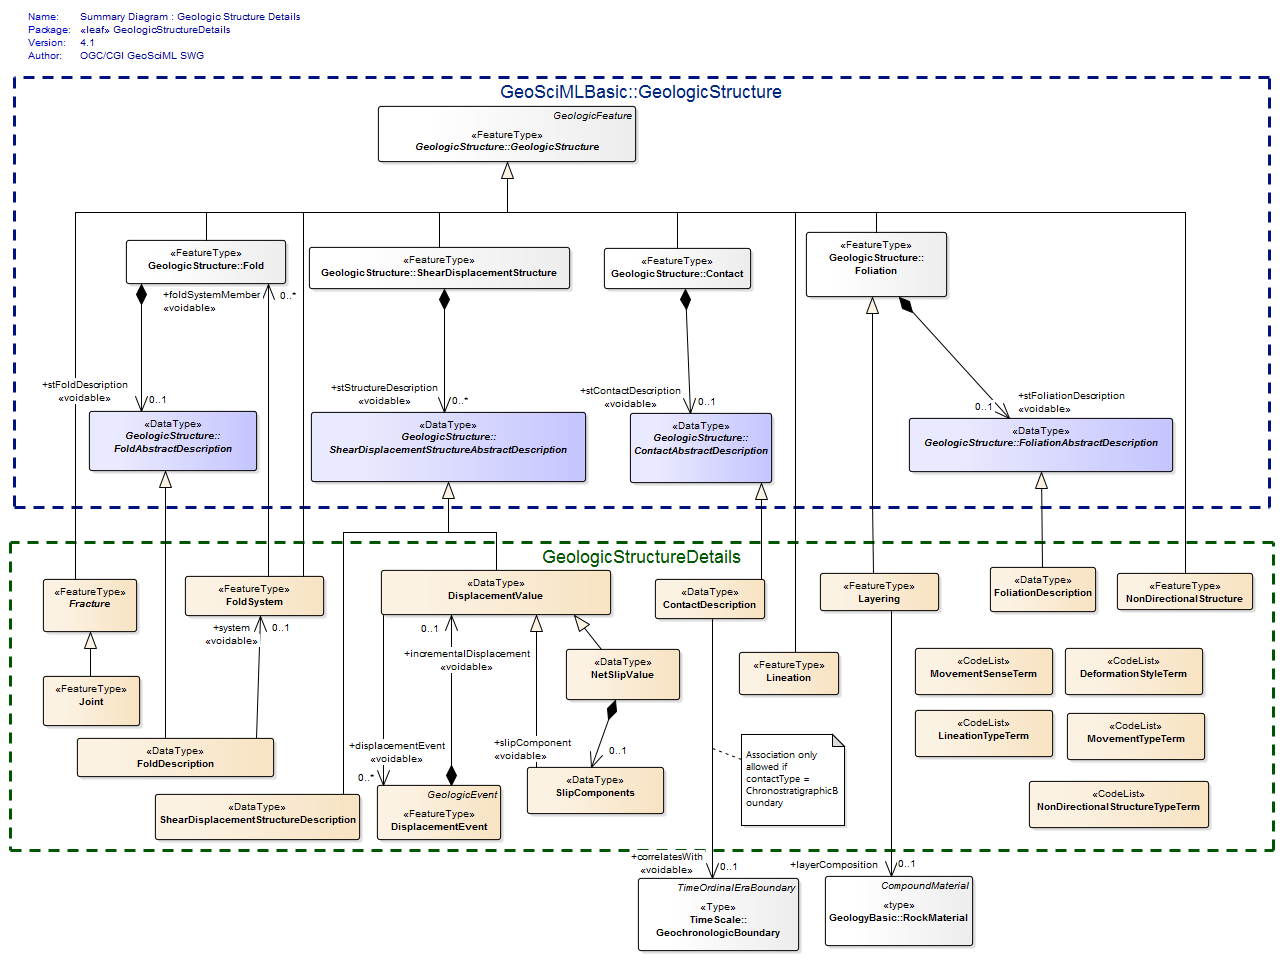 Name: Summary Diagram : Geologic Structure Details
Package: «leaf» GeologicStructureDetails
Version: 4.1
Author: OGC/CGI GeoSciML SWG
GeoSciMLBasic::GeologicStructure
GeologicFeature
«FeatureType»
GeologicStructure::GeologicStructure
«FeatureType»
GeologicStructure::Fold
«FeatureType»
GeologicStructure::ShearDisplacementStructure
«FeatureType»
GeologicStructure::Contact
«FeatureType»
GeologicStructure::
Foliation
+foldSystemMember
«voidable»
0..*
+stFoldDescription
«voidable»
0..1
+stStructureDescription
«voidable»
0..*
+stContactDescription
«voidable»
0..1
+stFoliationDescription
«voidable»
0..1
«DataType»
GeologicStructure::
FoldAbstractDescription
«DataType»
GeologicStructure::
ShearDisplacementStructureAbstractDescription
«DataType»
GeologicStructure::
ContactAbstractDescription
«DataType»
GeologicStructure::FoliationAbstractDescription
GeologicStructureDetails
«FeatureType»
Fracture
«FeatureType»
FoldSystem
«DataType»
DisplacementValue
«DataType»
ContactDescription
«FeatureType»
Layering
«DataType»
FoliationDescription
«FeatureType»
NonDirectionalStructure
+system
«voidable»
0..1
0..1
+incrementalDisplacement
«voidable»
«DataType»
NetSlipValue
«FeatureType»
Lineation
«CodeList»
MovementSenseTerm
«CodeList»
DeformationStyleTerm
«FeatureType»
Joint
«CodeList»
LineationTypeTerm
«CodeList»
MovementTypeTerm
«DataType»
FoldDescription
+displacementEvent
«voidable»
0..*
+slipComponent
«voidable»
0..1
Association only
allowed if
contactType =
ChronostratigraphicB
oundary
«DataType»
SlipComponents
«CodeList»
NonDirectionalStructureTypeTerm
«DataType»
ShearDisplacementStructureDescription
GeologicEvent
«FeatureType»
DisplacementEvent
+correlatesWith
«voidable»
0..1
+layerComposition
0..1
TimeOrdinalEraBoundary
«Type»
TimeScale::
GeochronologicBoundary
CompoundMaterial
«type»
GeologyBasic::RockMaterial